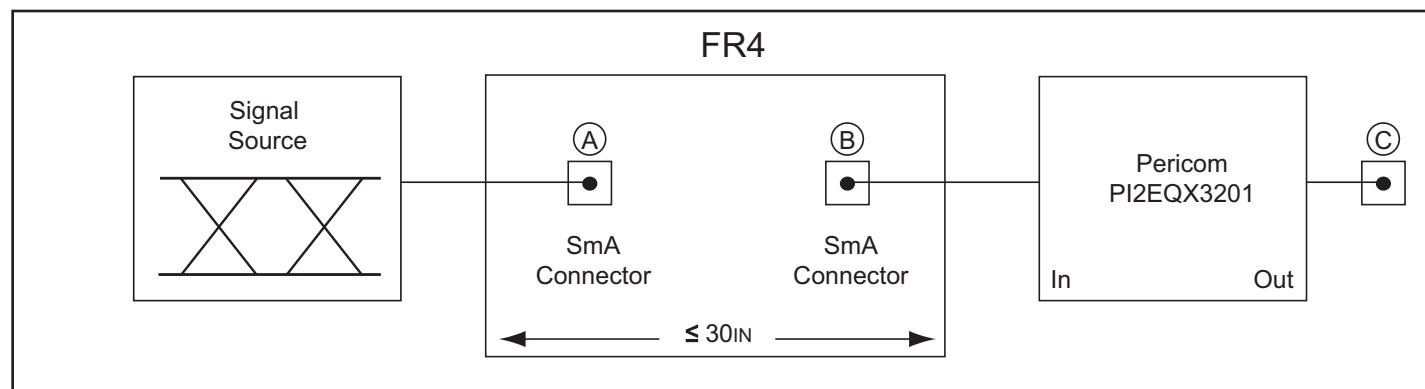 FR4
Signal
Source
A
B
C
SmA
Connector
SmA
Connector
Pericom
PI2EQX3201
In
Out
≤ 30IN